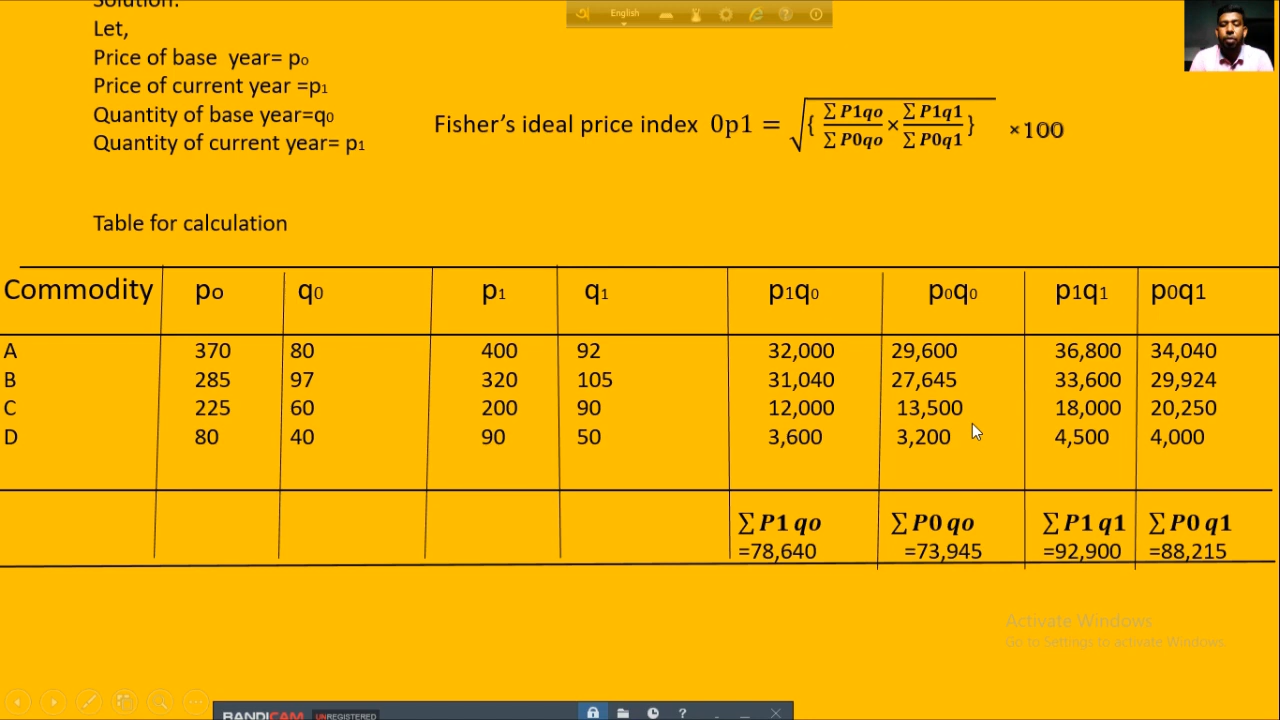 Solution:
English
Let,
Price of base year= po
Price of current year =p1
Quantity of base year=q0
Quantity of current year= p1
Fisher's ideal price index 0p1 = √{ ∑ P1qo / ∑ P0qo × ∑ P1q1 / ∑ P0q1 } ×100
Table for calculation
Commodity po q0 p1 q1 p1q0 p0q0 p1q1 p0q1
A 370 80 400 92 32,000 29,600 36,800 34,040
B 285 97 320 105 31,040 27,645 33,600 29,924
C 225 60 200 90 12,000 13,500 18,000 20,250
D 80 40 90 50 3,600 3,200 4,500 4,000
∑ P1 qo ∑ P0 qo ∑ P1 q1 ∑ P0 q1
=78,640 =73,945 =92,900 =88,215
Activate Windows
Go to Settings to activate Windows.
BANDICAM UNREGISTERED